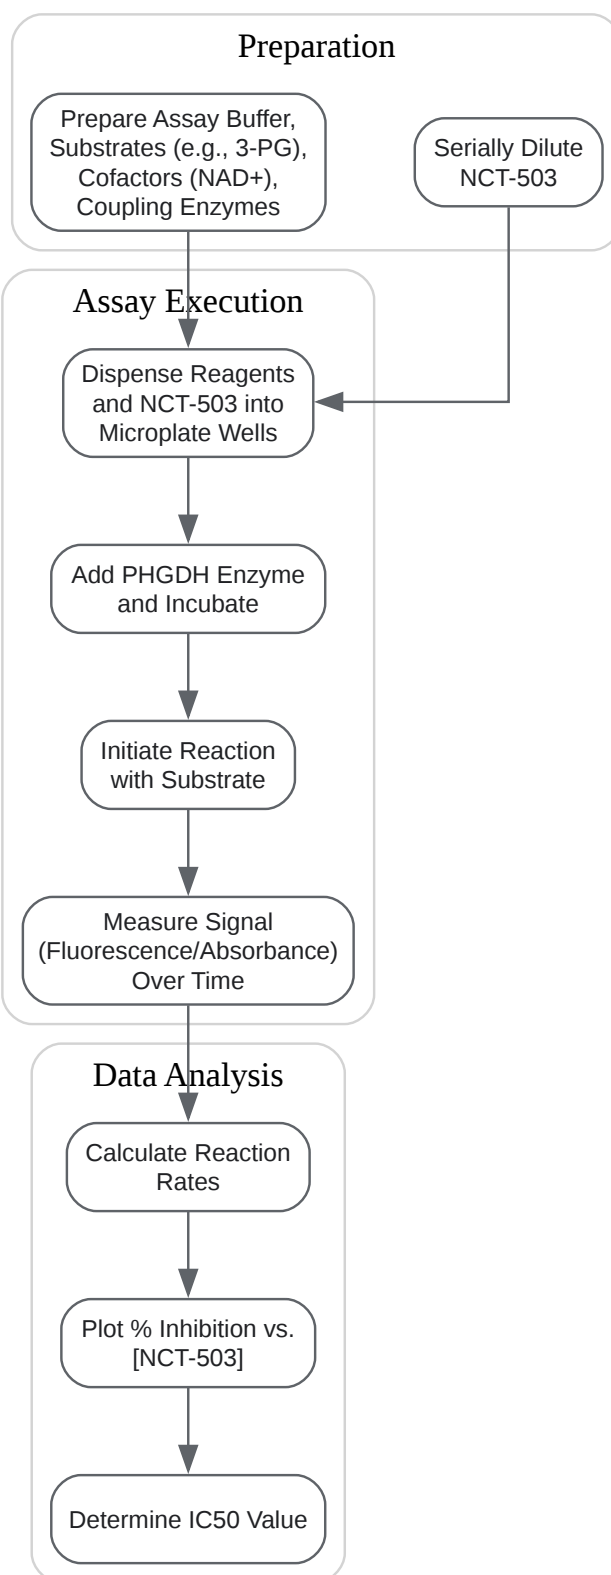 Preparation
Prepare Assay Buffer,
Substrates (e.g., 3-PG),
Cofactors (NAD+),
Coupling Enzymes
Serially Dilute
NCT-503
Assay Execution
Dispense Reagents
and NCT-503 into
Microplate Wells
Add PHGDH Enzyme
and Incubate
Initiate Reaction
with Substrate
Measure Signal
(Fluorescence/Absorbance)
Over Time
Data Analysis
Calculate Reaction
Rates
Plot % Inhibition vs.
[NCT-503]
Determine IC50 Value